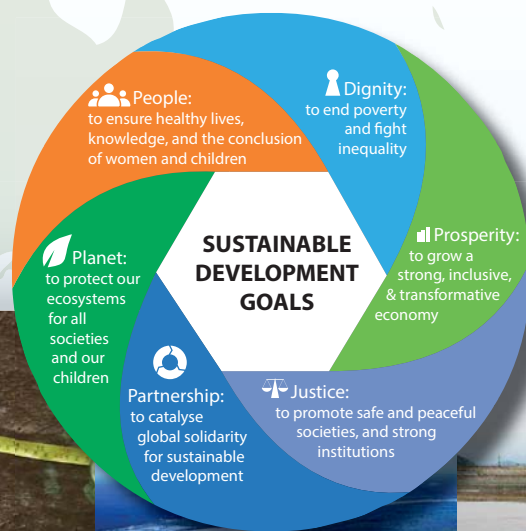 SUSTAINABLE
DEVELOPMENT
GOALS
Dignity:
to end poverty
and fight
inequality
Prosperity:
to grow a
strong, inclusive,
& transformative
economy
Justice:
to promote safe and peaceful
societies, and strong
institutions
Partnership:
to catalyse
global solidarity
for sustainable
development
Planet:
to protect our
ecosystems
for all
societies
and our
children
People:
to ensure healthy lives,
knowledge, and the conclusion
of women and children